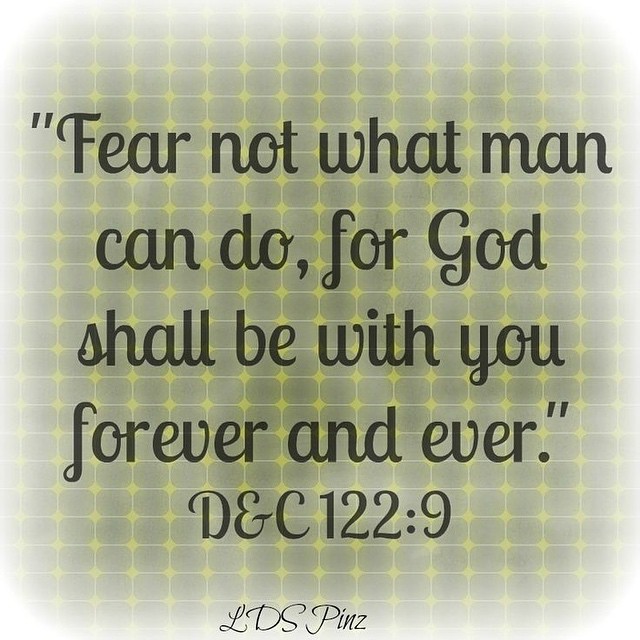 "Fear not what man
can do, for God
shall be with you
forever and ever."
D&C 122:9
LDS Pinz